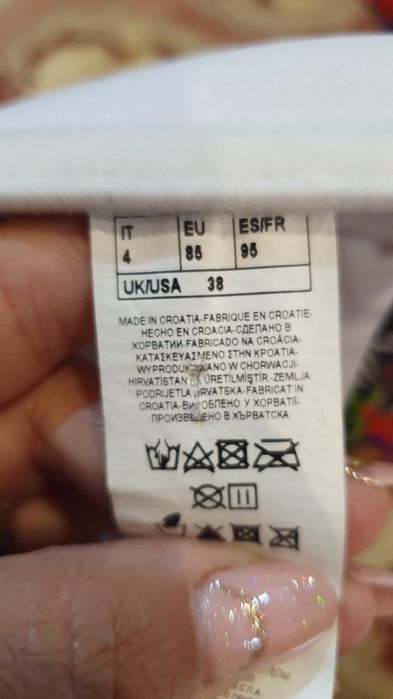 IT EU ES/FR
4 85 95
UK/USA 38
MADE IN CROATIA-FABRIQUE EN CROATIE-
HECHO EN CROACIA-СДЕЛАНО В
ХОРВАТИИ-FABRICADO NA CROÁCIA-
ΚΑΤΑΣΚΕΥΑΣΜΕΝΟ ΣΤΗΝ ΚΡΟΑΤΙΑ-
WYPRODUKOWANO W CHORWACJI-
HIRVATİSTAN ÜRETİLMİŞTİR-ZEMLJA
PODRIJETLA HRVATSKA-FABRICAT IN
CROATIA-ВИРОБЛЕНО У ХОРВАТІЇ-
ПРОИЗВЕДЕНО В ХЪРВАТСКА